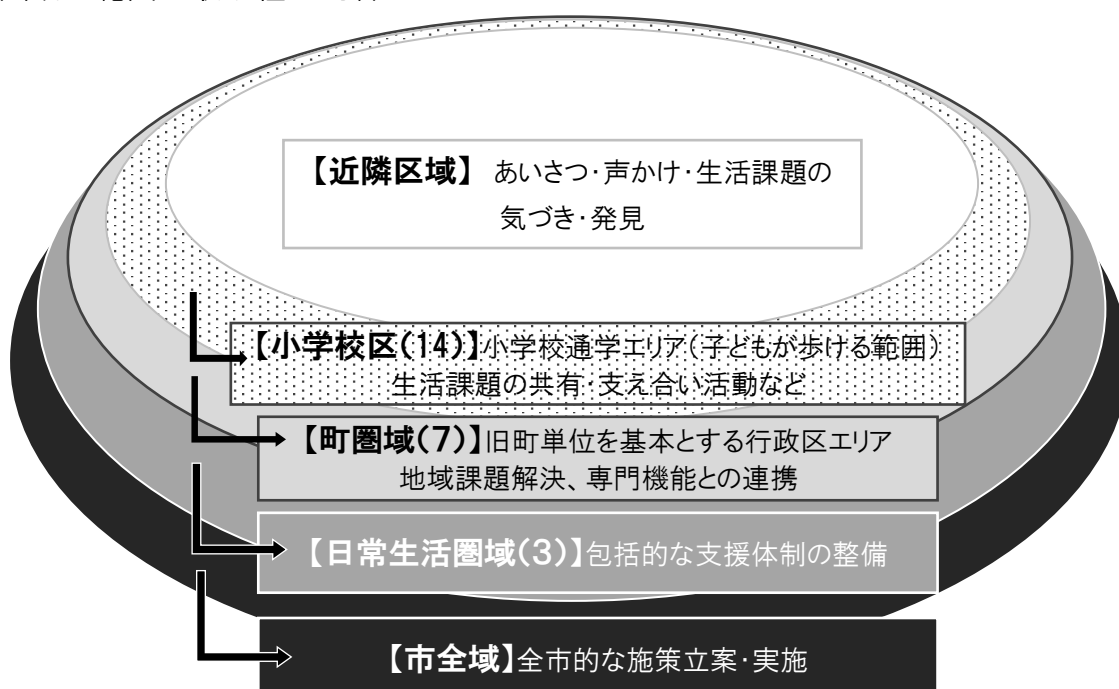 【近隣区域】 あいさつ・声かけ・生活課題の
気づき・発見
【小学校区(14)】小学校通学エリア(子どもが歩ける範囲)
生活課題の共有・支え合い活動など
【町圏域(7)】旧町単位を基本とする行政区エリア
地域課題解決、専門機能との連携
【日常生活圏域(3)】包括的な支援体制の整備
【市全域】全市的な施策立案・実施